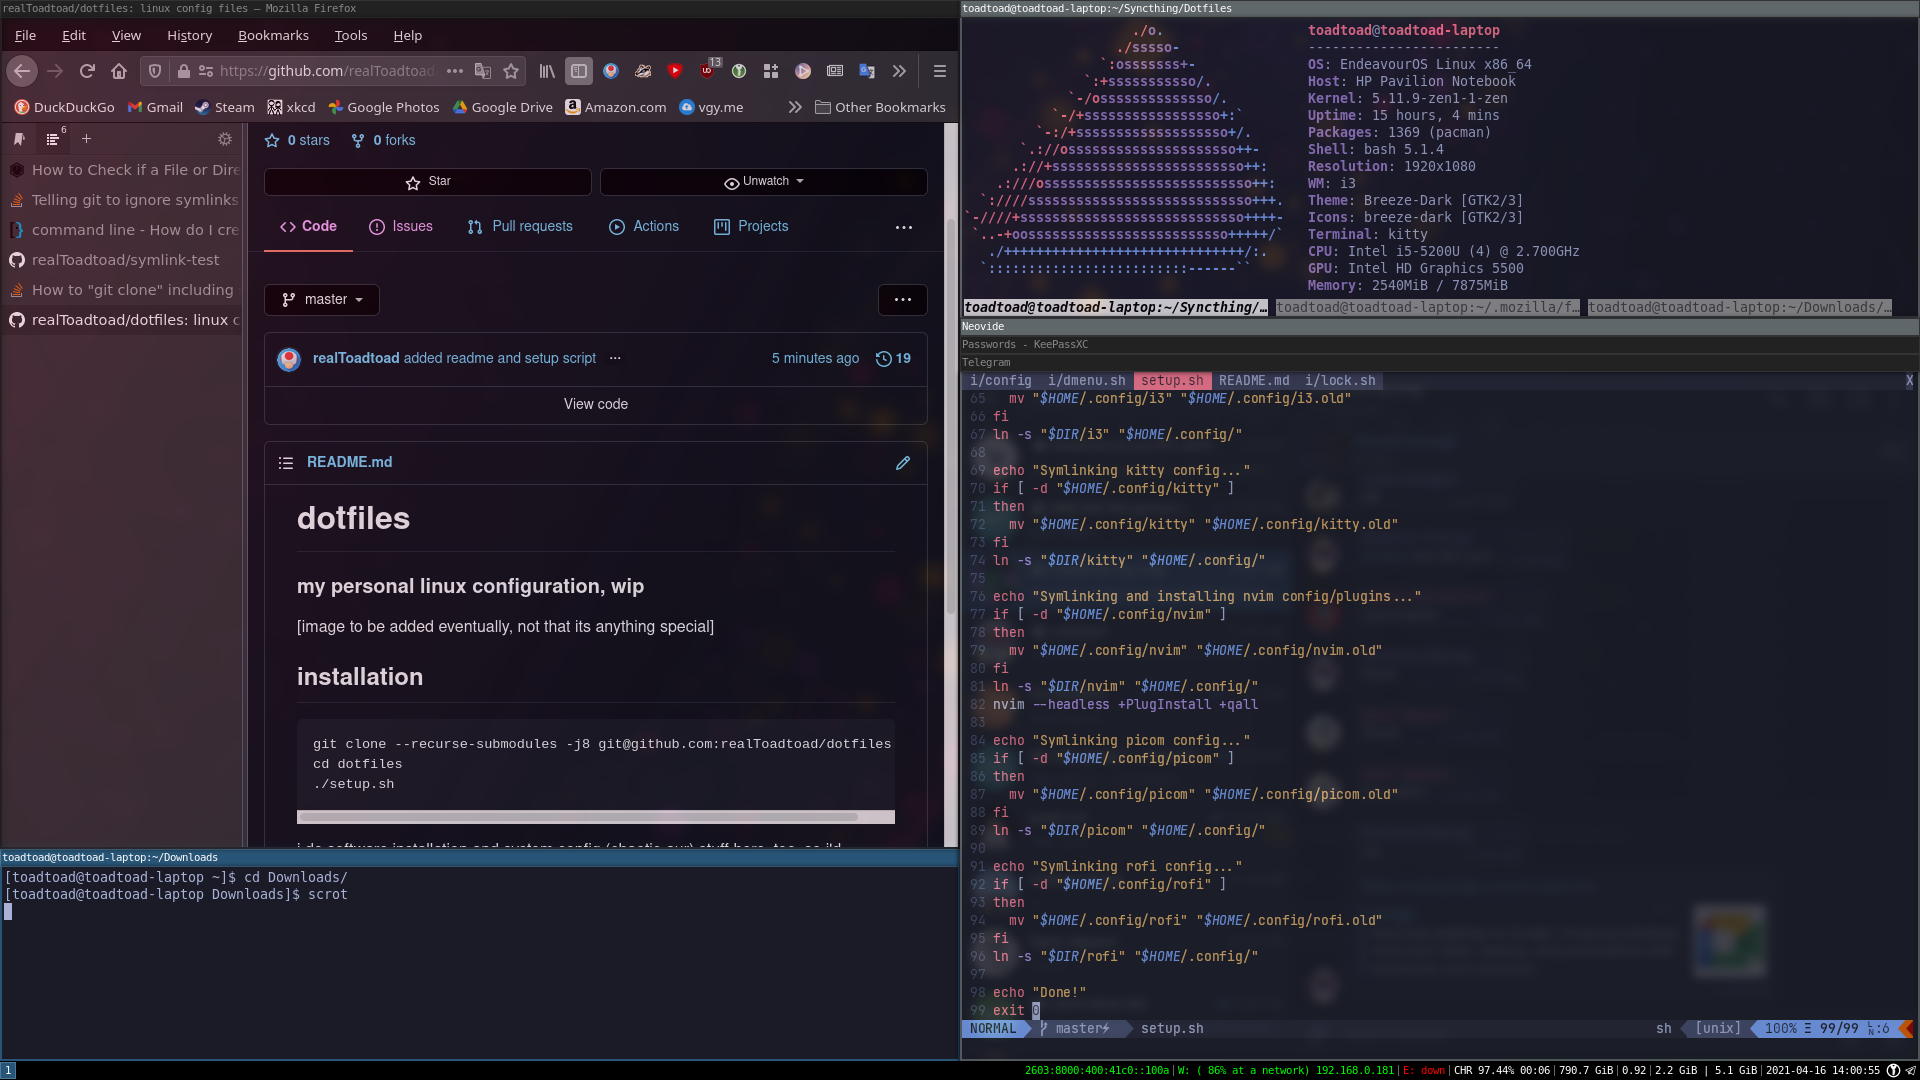 realToadtoad/dotfiles: linux config files — Mozilla Firefox
File Edit View History Bookmarks Tools Help
https://github.com/realToadtoad
13
DuckDuckGo Gmail Steam xkcd Google Photos Google Drive Amazon.com vgy.me Other Bookmarks
6
How to Check if a File or Dire
Telling git to ignore symlinks
command line - How do I cre
realToadtoad/symlink-test
How to "git clone" including
realToadtoad/dotfiles: linux c
0 stars 0 forks
Star Unwatch
Code Issues Pull requests Actions Projects ...
master ...
realToadtoad added readme and setup script ... 5 minutes ago 19
View code
README.md
dotfiles
my personal linux configuration, wip
[image to be added eventually, not that its anything special]
installation
git clone --recurse-submodules -j8 git@github.com:realToadtoad/dotfiles
cd dotfiles
./setup.sh
i do software installation and system config (chaotic aur) stuff here, too, so i'ld
toadtoad@toadtoad-laptop:~/Downloads
[toadtoad@toadtoad-laptop ~]$ cd Downloads/
[toadtoad@toadtoad-laptop Downloads]$ scrot
toadtoad@toadtoad-laptop:~/Syncthing/Dotfiles
toadtoad@toadtoad-laptop
------------------------
OS: EndeavourOS Linux x86_64
Host: HP Pavilion Notebook
Kernel: 5.11.9-zen1-1-zen
Uptime: 15 hours, 4 mins
Packages: 1369 (pacman)
Shell: bash 5.1.4
Resolution: 1920x1080
WM: i3
Theme: Breeze-Dark [GTK2/3]
Icons: breeze-dark [GTK2/3]
Terminal: kitty
CPU: Intel i5-5200U (4) @ 2.700GHz
GPU: Intel HD Graphics 5500
Memory: 2540MiB / 7875MiB
toadtoad@toadtoad-laptop:~/Syncthing/… toadtoad@toadtoad-laptop:~/.mozilla/f… toadtoad@toadtoad-laptop:~/Downloads/…
Neovide
Passwords - KeePassXC
Telegram
i/config i/dmenu.sh setup.sh README.md i/lock.sh X
65 mv "$HOME/.config/i3" "$HOME/.config/i3.old"
66 fi
67 ln -s "$DIR/i3" "$HOME/.config/"
68
69 echo "Symlinking kitty config..."
70 if [ -d "$HOME/.config/kitty" ]
71 then
72 mv "$HOME/.config/kitty" "$HOME/.config/kitty.old"
73 fi
74 ln -s "$DIR/kitty" "$HOME/.config/"
75
76 echo "Symlinking and installing nvim config/plugins..."
77 if [ -d "$HOME/.config/nvim" ]
78 then
79 mv "$HOME/.config/nvim" "$HOME/.config/nvim.old"
80 fi
81 ln -s "$DIR/nvim" "$HOME/.config/"
82 nvim --headless +PlugInstall +qall
83
84 echo "Symlinking picom config..."
85 if [ -d "$HOME/.config/picom" ]
86 then
87 mv "$HOME/.config/picom" "$HOME/.config/picom.old"
88 fi
89 ln -s "$DIR/picom" "$HOME/.config/"
90
91 echo "Symlinking rofi config..."
92 if [ -d "$HOME/.config/rofi" ]
93 then
94 mv "$HOME/.config/rofi" "$HOME/.config/rofi.old"
95 fi
96 ln -s "$DIR/rofi" "$HOME/.config/"
97
98 echo "Done!"
99 exit 0
NORMAL master setup.sh sh [unix] 100% 99/99 :6
1 2603:8000:400:41c0::100a|W: ( 86% at a network) 192.168.0.181|E: down|CHR 97.44% 00:06|790.7 GiB|0.92|2.2 GiB | 5.1 GiB|2021-04-16 14:00:55